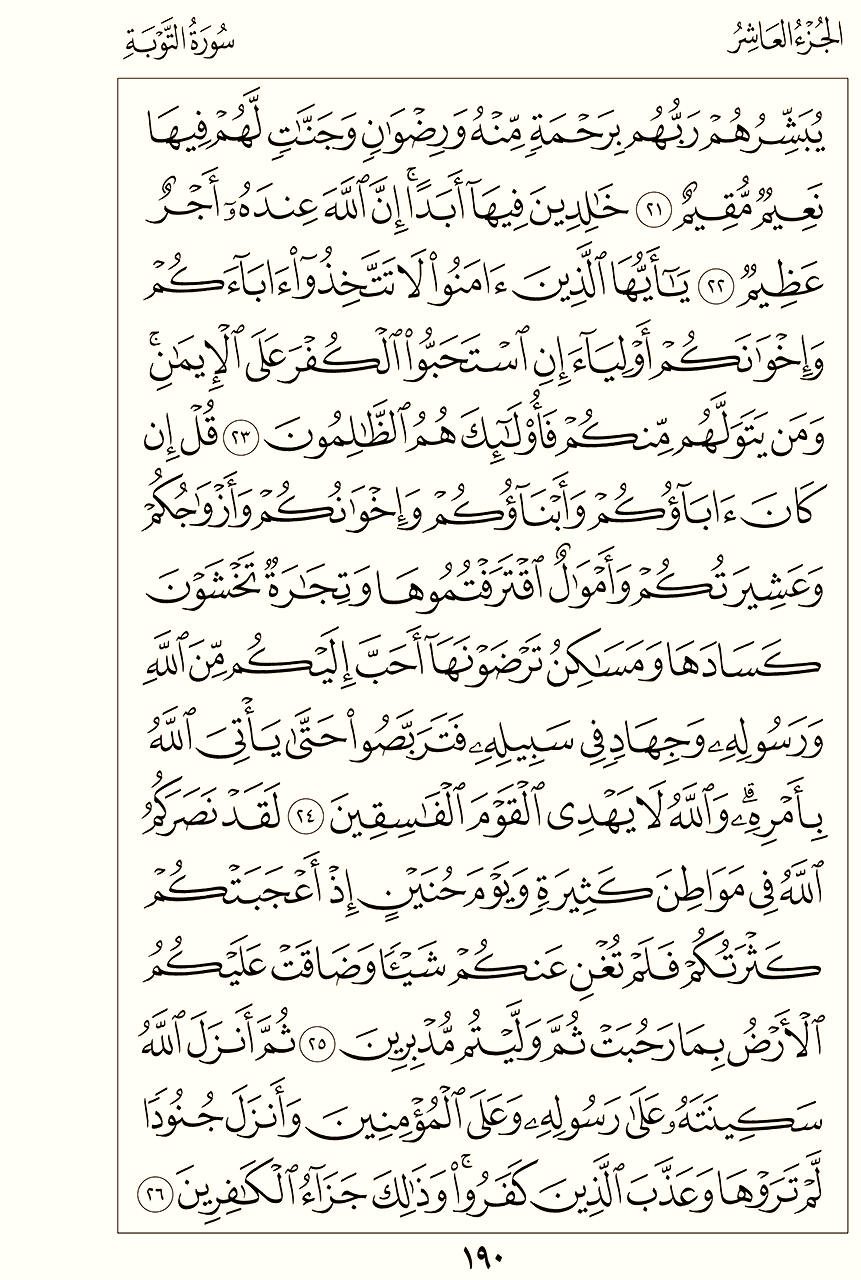 الجُزْءُ العَاشِرُ
سُورَةُ التَّوْبَةِ
يُبَشِّرُهُمْ رَبُّهُم بِرَحْمَةٍ مِّنْهُ وَرِضْوَٰنٍ وَجَنَّٰتٍ لَّهُمْ فِيهَا
نَعِيمٌ مُّقِيمٌ ٢١ خَٰلِدِينَ فِيهَآ أَبَدًاۚ إِنَّ ٱللَّهَ عِندَهُۥٓ أَجْرٌ
عَظِيمٌ ٢٢ يَٰٓأَيُّهَا ٱلَّذِينَ ءَامَنُوا۟ لَا تَتَّخِذُوٓا۟ ءَابَآءَكُمْ
وَإِخْوَٰنَكُمْ أَوْلِيَآءَ إِنِ ٱسْتَحَبُّوا۟ ٱلْكُفْرَ عَلَى ٱلْإِيمَٰنِۚ
وَمَن يَتَوَلَّهُم مِّنكُمْ فَأُو۟لَٰٓئِكَ هُمُ ٱلظَّٰلِمُونَ ٢٣ قُلْ إِن
كَانَ ءَابَآؤُكُمْ وَأَبْنَآؤُكُمْ وَإِخْوَٰنُكُمْ وَأَزْوَٰجُكُمْ
وَعَشِيرَتُكُمْ وَأَمْوَٰلٌ ٱقْتَرَفْتُمُوهَا وَتِجَٰرَةٌ تَخْشَوْنَ
كَسَادَهَا وَمَسَٰكِنُ تَرْضَوْنَهَآ أَحَبَّ إِلَيْكُم مِّنَ ٱللَّهِ
وَرَسُولِهِۦ وَجِهَادٍ فِى سَبِيلِهِۦ فَتَرَبَّصُوا۟ حَتَّىٰ يَأْتِىَ ٱللَّهُ
بِأَمْرِهِۦۗ وَٱللَّهُ لَا يَهْدِى ٱلْقَوْمَ ٱلْفَٰسِقِينَ ٢٤ لَقَدْ نَصَرَكُمُ
ٱللَّهُ فِى مَوَاطِنَ كَثِيرَةٍ وَيَوْمَ حُنَيْنٍ إِذْ أَعْجَبَتْكُمْ
كَثْرَتُكُمْ فَلَمْ تُغْنِ عَنكُمْ شَيْـًٔا وَضَاقَتْ عَلَيْكُمُ
ٱلْأَرْضُ بِمَا رَحُبَتْ ثُمَّ وَلَّيْتُم مُّدْبِرِينَ ٢٥ ثُمَّ أَنزَلَ ٱللَّهُ
سَكِينَتَهُۥ عَلَىٰ رَسُولِهِۦ وَعَلَى ٱلْمُؤْمِنِينَ وَأَنزَلَ جُنُودًا
لَّمْ تَرَوْهَا وَعَذَّبَ ٱلَّذِينَ كَفَرُوا۟ۚ وَذَٰلِكَ جَزَآءُ ٱلْكَٰفِرِينَ ٢٦
١٩٠